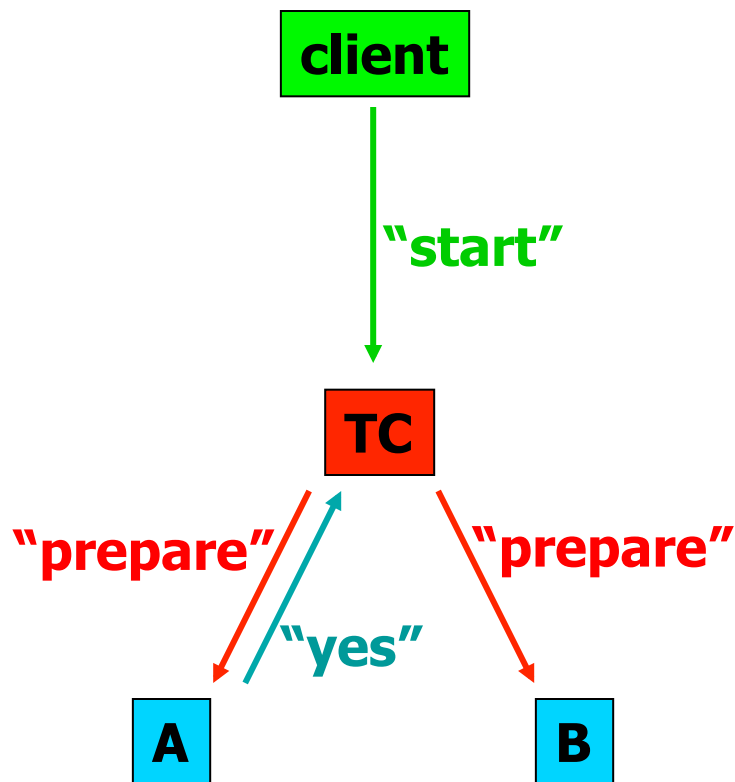 client
“start”
TC
“prepare”
“prepare”
“yes”
A
B